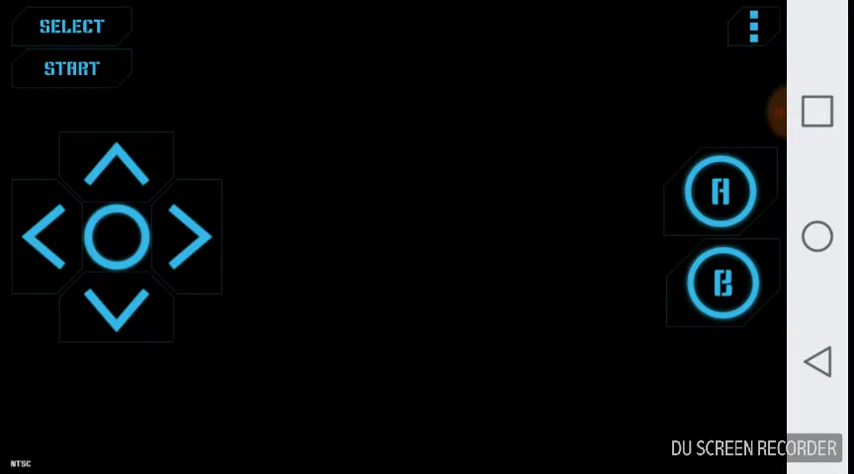 SELECT
START
A
B
NTSC
DU SCREEN RECORDER